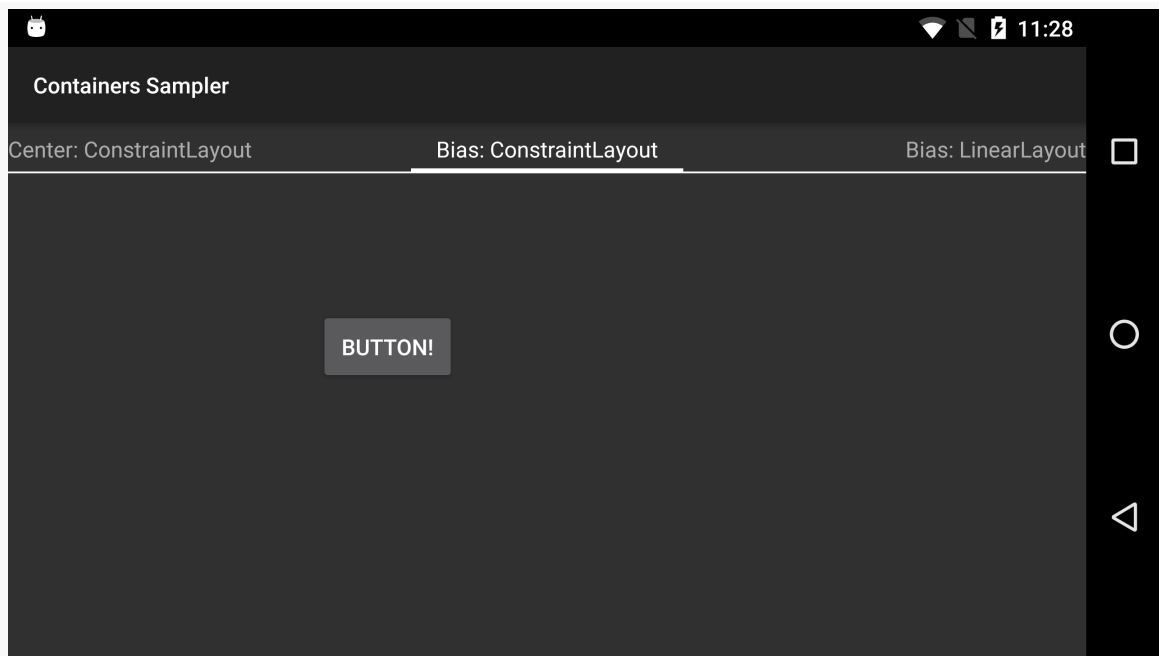 11:28
Containers Sampler
Center: ConstraintLayout Bias: ConstraintLayout Bias: LinearLayout
BUTTON!